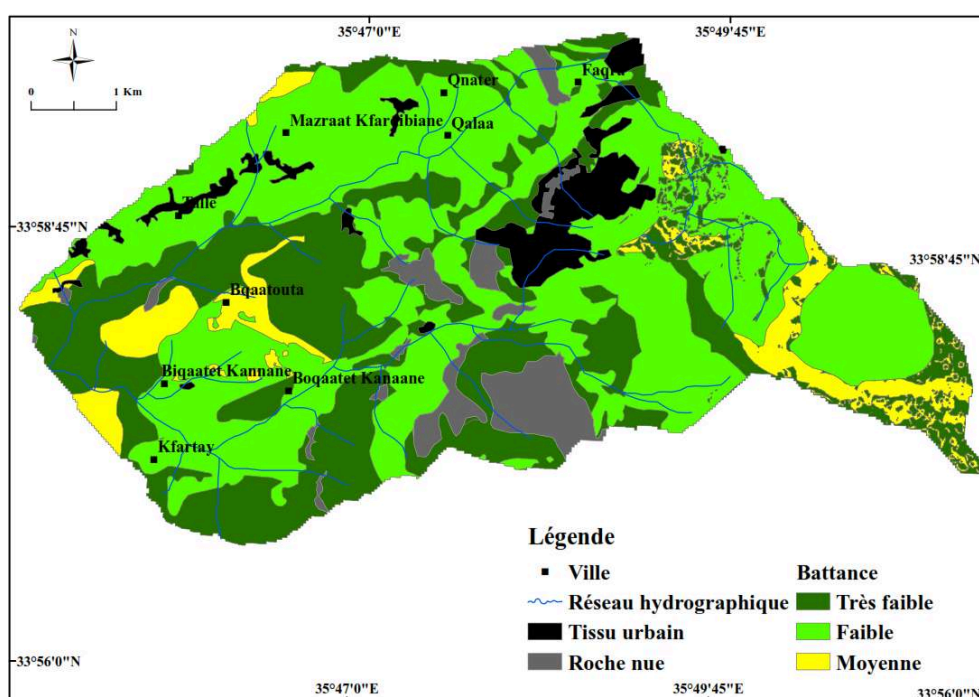 35°47'0"E
35°49'45"E
N
0 1 Km
Qnater
Faqra
Mazraat Kfardibiane
Qalaa
Tille
33°58'45"N
33°58'45"N
Bqaatouta
Biqaatet Kannane
Boqaatet Kanaane
Kfartay
Légende
Ville
Battance
Réseau hydrographique
Très faible
Tissu urbain
Faible
Roche nue
Moyenne
33°56'0"N
35°47'0"E
35°49'45"E
33°56'0"N